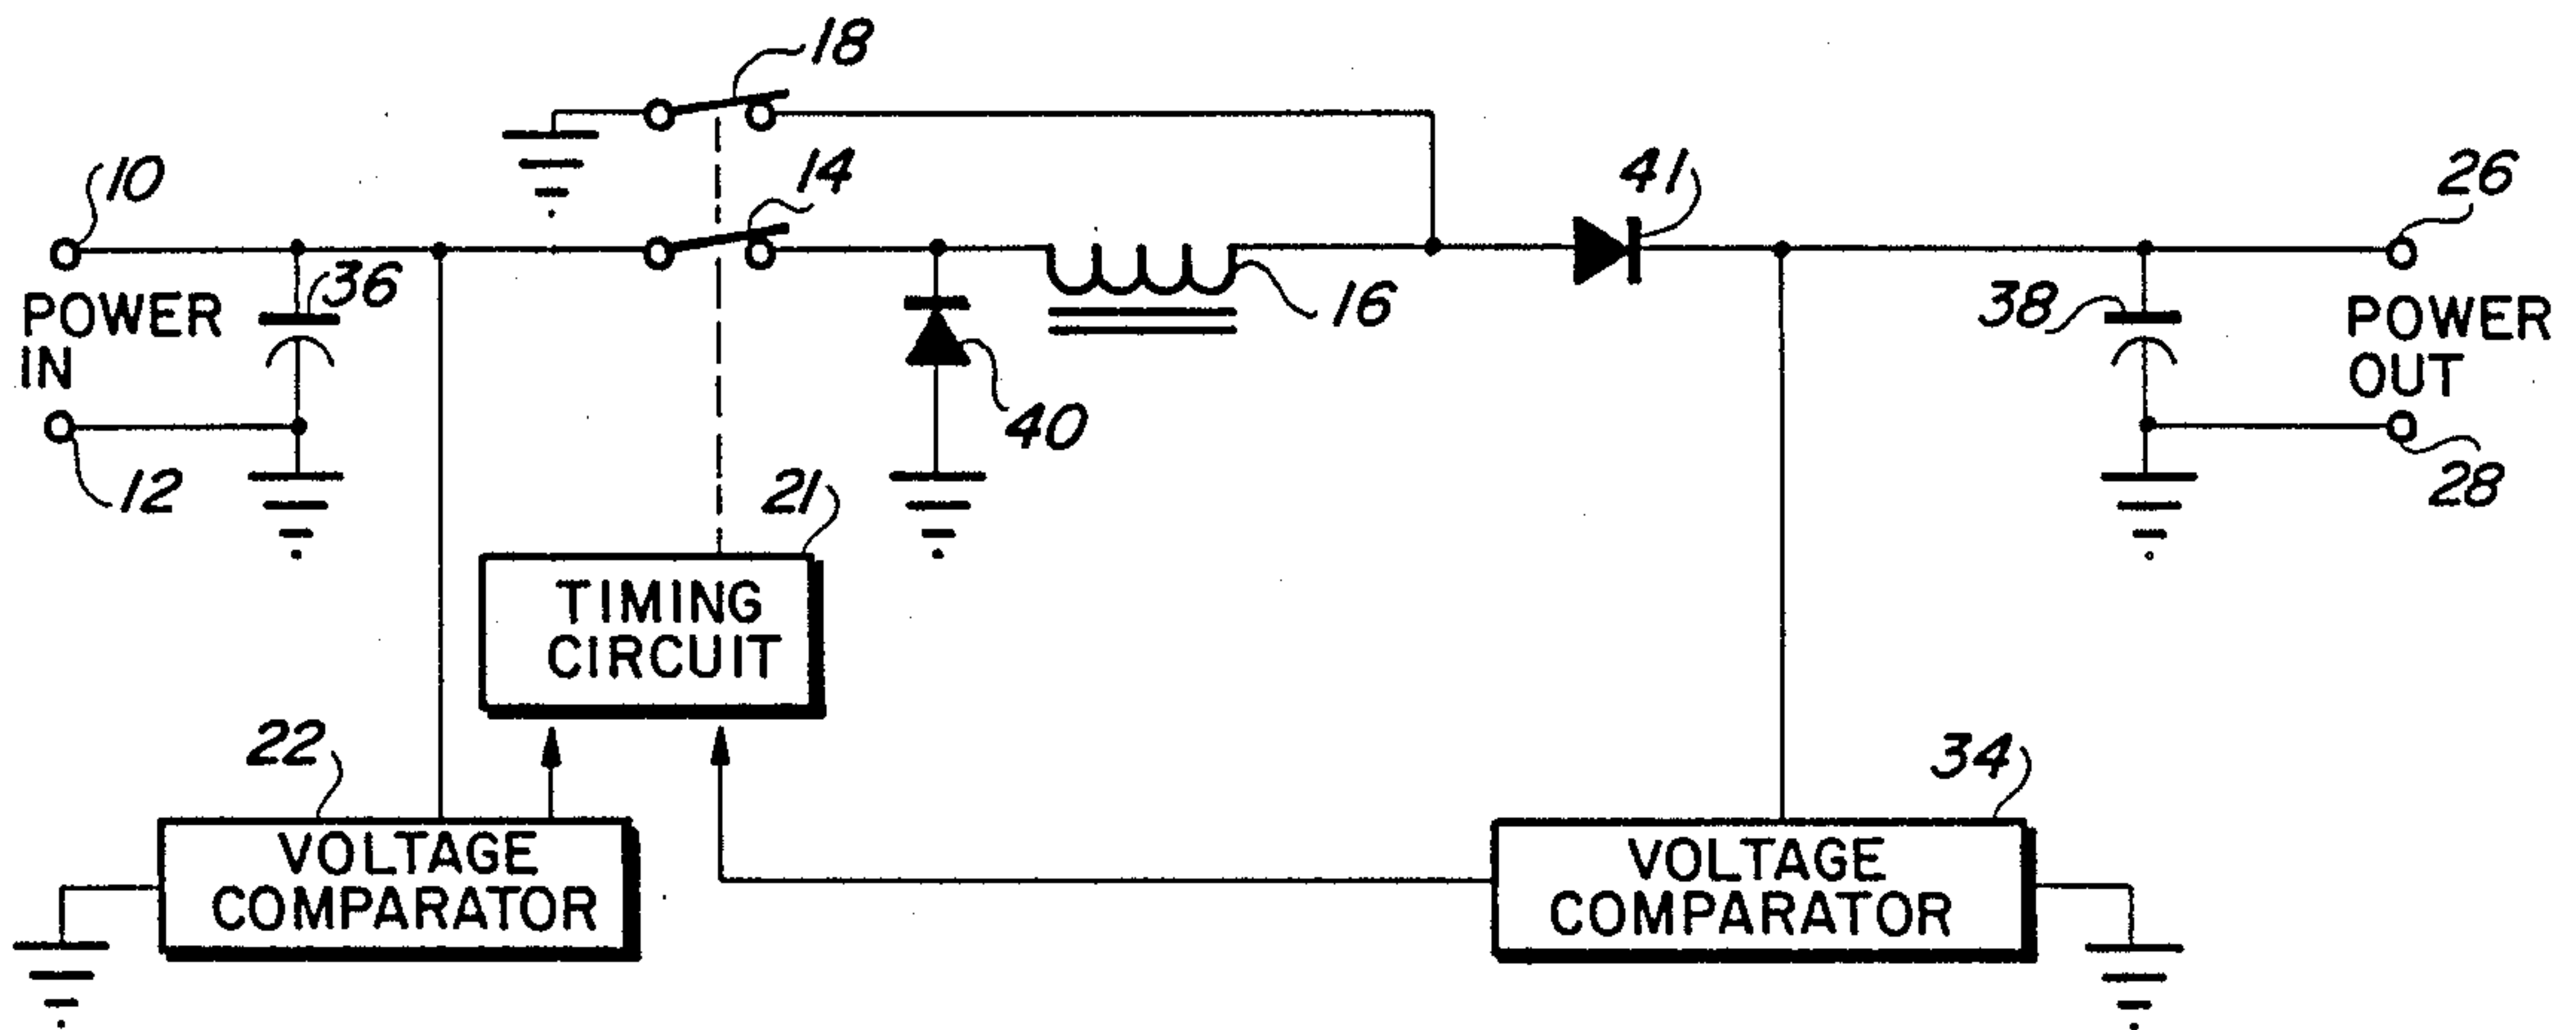 18
10
14
41
26
36
POWER
IN
16
38
POWER
OUT
40
12
21
28
TIMING
CIRCUIT
22
34
VOLTAGE
COMPARATOR
VOLTAGE
COMPARATOR